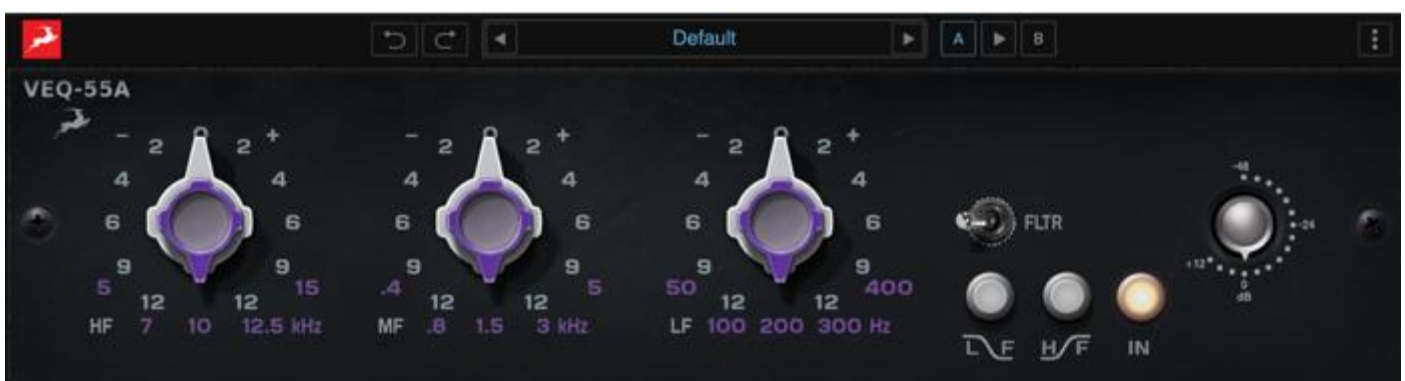 Default A B
VEQ-55A
- 2 2 + - 2 2 + - 2 2 +
4 4 4 4 4 4
6 6 6 6 6 6
9 9 9 9 9 9
5 12 12 15 .4 12 12 5 50 12 12 400
HF 7 10 12.5 kHz MF .8 1.5 3 kHz LF 100 200 300 Hz
FLTR
L F H F IN
-48
-24
+12
0
dB